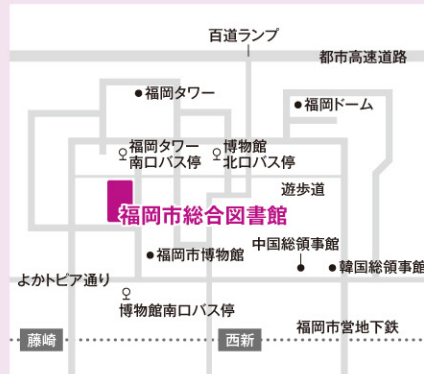 百道ランプ
都市高速道路
福岡タワー
福岡ドーム
福岡タワー
南口バス停
博物館
北口バス停
遊歩道
福岡市総合図書館
中国総領事館
福岡市博物館
韓国総領事館
よかトピア通り
博物館南口バス停
福岡市営地下鉄
藤崎
西新